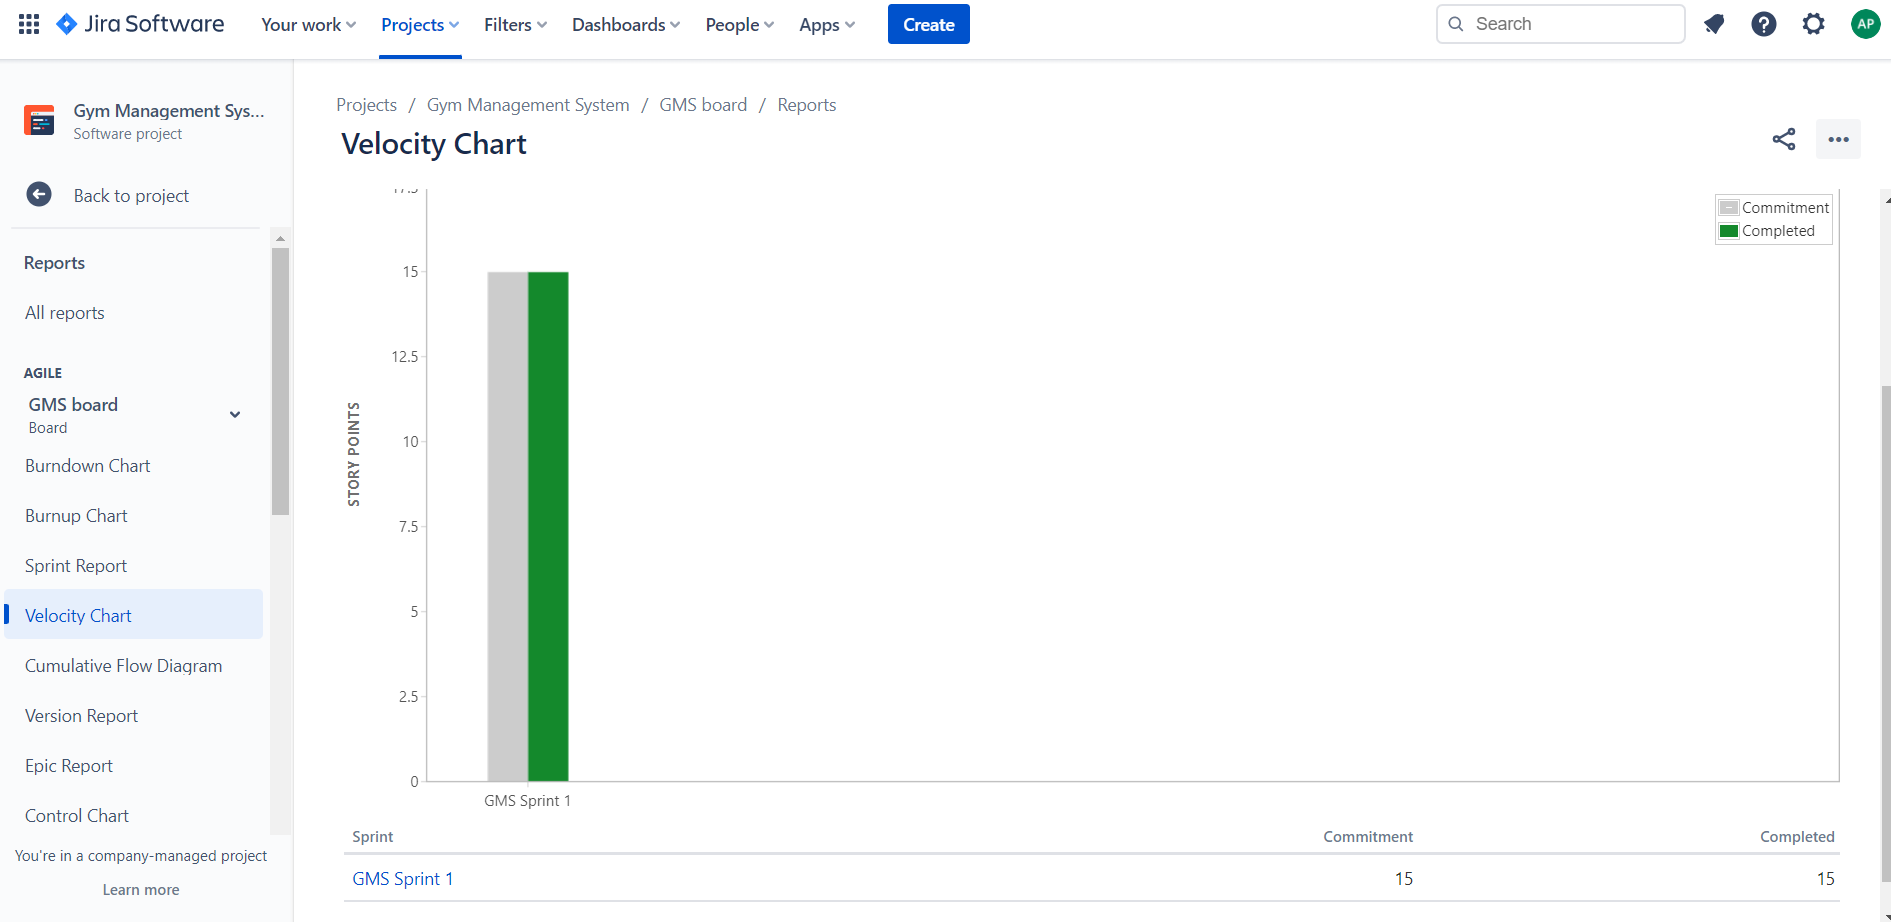 Jira Software
Your work
Projects
Filters
Dashboards
People
Apps
Create
Search
AP
Gym Management Sys...
Software project
Back to project
Reports
All reports
AGILE
GMS board
Board
Burndown Chart
Burnup Chart
Sprint Report
Velocity Chart
Cumulative Flow Diagram
Version Report
Epic Report
Control Chart
You're in a company-managed project
Learn more
Projects / Gym Management System / GMS board / Reports
Velocity Chart
17.5
15
12.5
10
7.5
5
2.5
0
STORY POINTS
Commitment
Completed
GMS Sprint 1
Sprint Commitment Completed
GMS Sprint 1 15 15